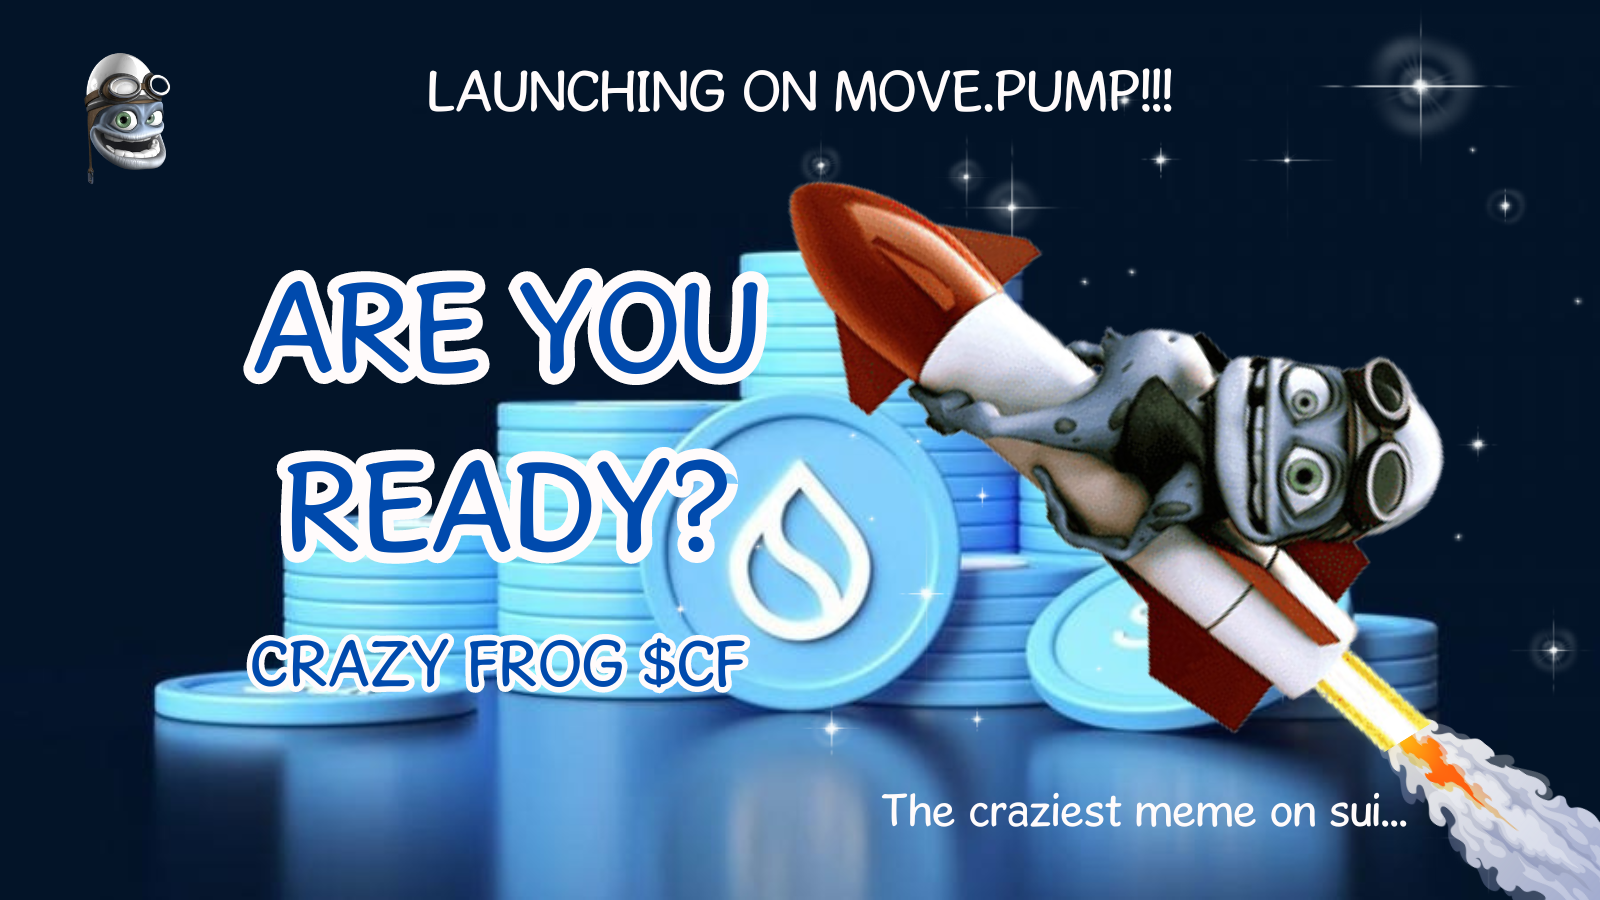 LAUNCHING ON MOVE.PUMP!!!
ARE YOU
READY?
CRAZY FROG $CF
The craziest meme on sui...